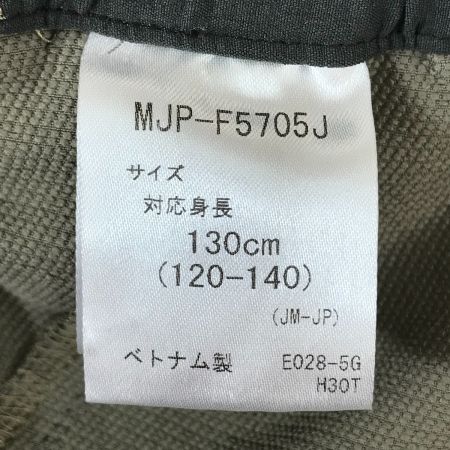 MJP-F5705J
サイズ
対応身長
130cm
(120-140)
(JM-JP)
ベトナム製 E028-5G
H30T